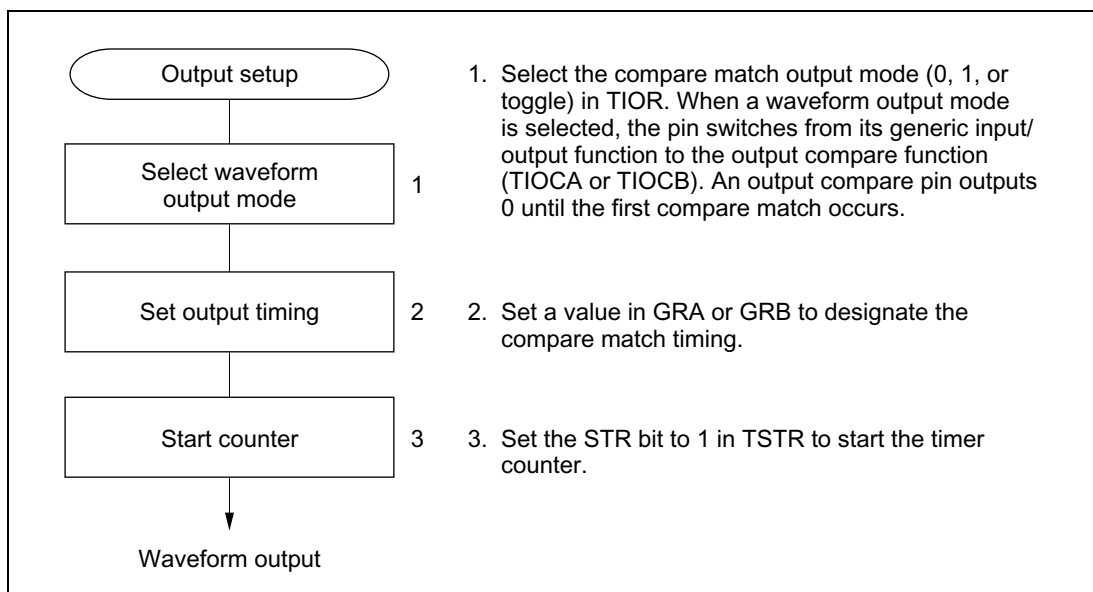 Output setup
Select waveform
output mode
1
Set output timing
2
Start counter
3
Waveform output
1. Select the compare match output mode (0, 1, or
toggle) in TIOR. When a waveform output mode
is selected, the pin switches from its generic input/
output function to the output compare function
(TIOCA or TIOCB). An output compare pin outputs
0 until the first compare match occurs.
2. Set a value in GRA or GRB to designate the
compare match timing.
3. Set the STR bit to 1 in TSTR to start the timer
counter.